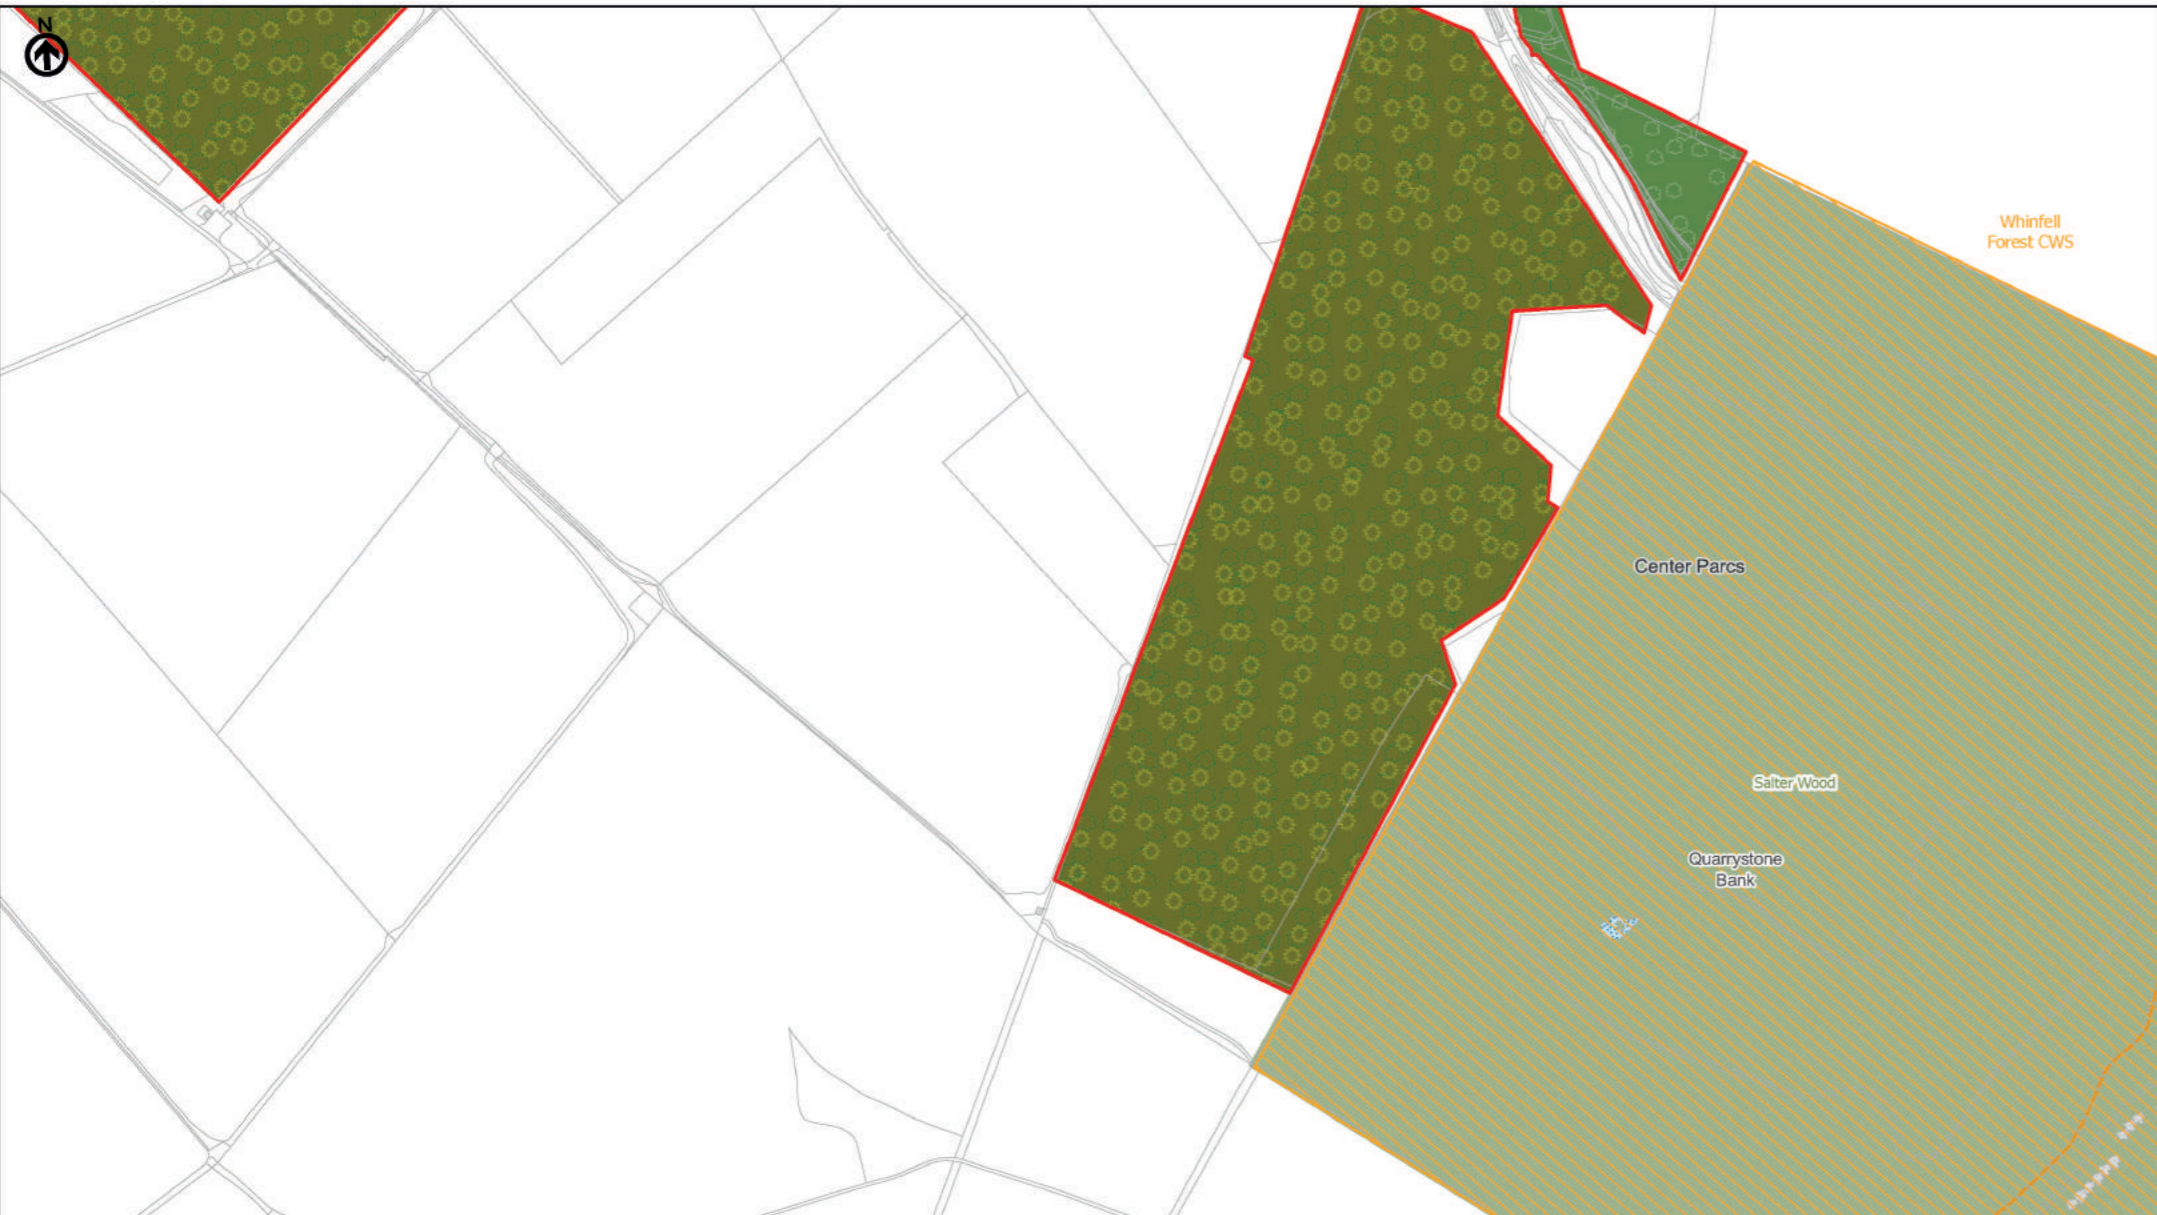 N
Whinfell
Forest CWS
Center Parcs
Salter Wood
Quarrystone
Bank